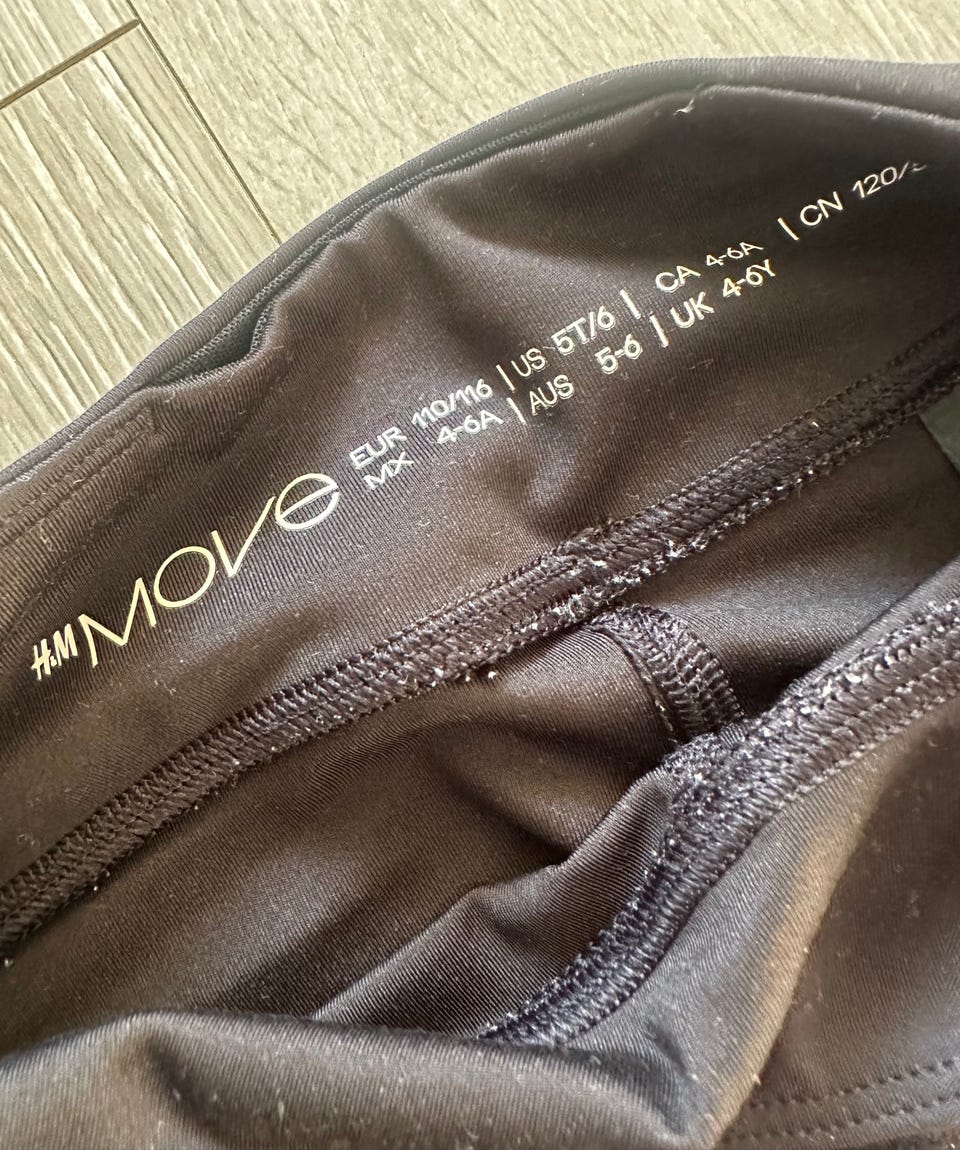 H&M MOVE
EUR 110/116 | US 5T/6 | CA 4-6A | CN 120/
MX 4-6A | AUS 5-6 | UK 4-6Y